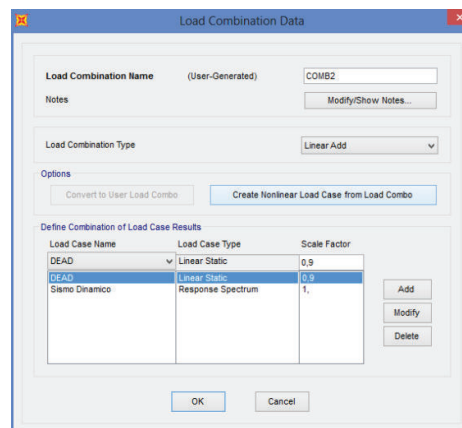 Load Combination Data
Load Combination Name (User-Generated) COMB2
Notes Modify/Show Notes...
Load Combination Type Linear Add
Options
Convert to User Load Combo Create Nonlinear Load Case from Load Combo
Define Combination of Load Case Results
Load Case Name Load Case Type Scale Factor
DEAD Linear Static 0,9
DEAD Linear Static 0,9
Sismo Dinamico Response Spectrum 1,
Add
Modify
Delete
OK Cancel